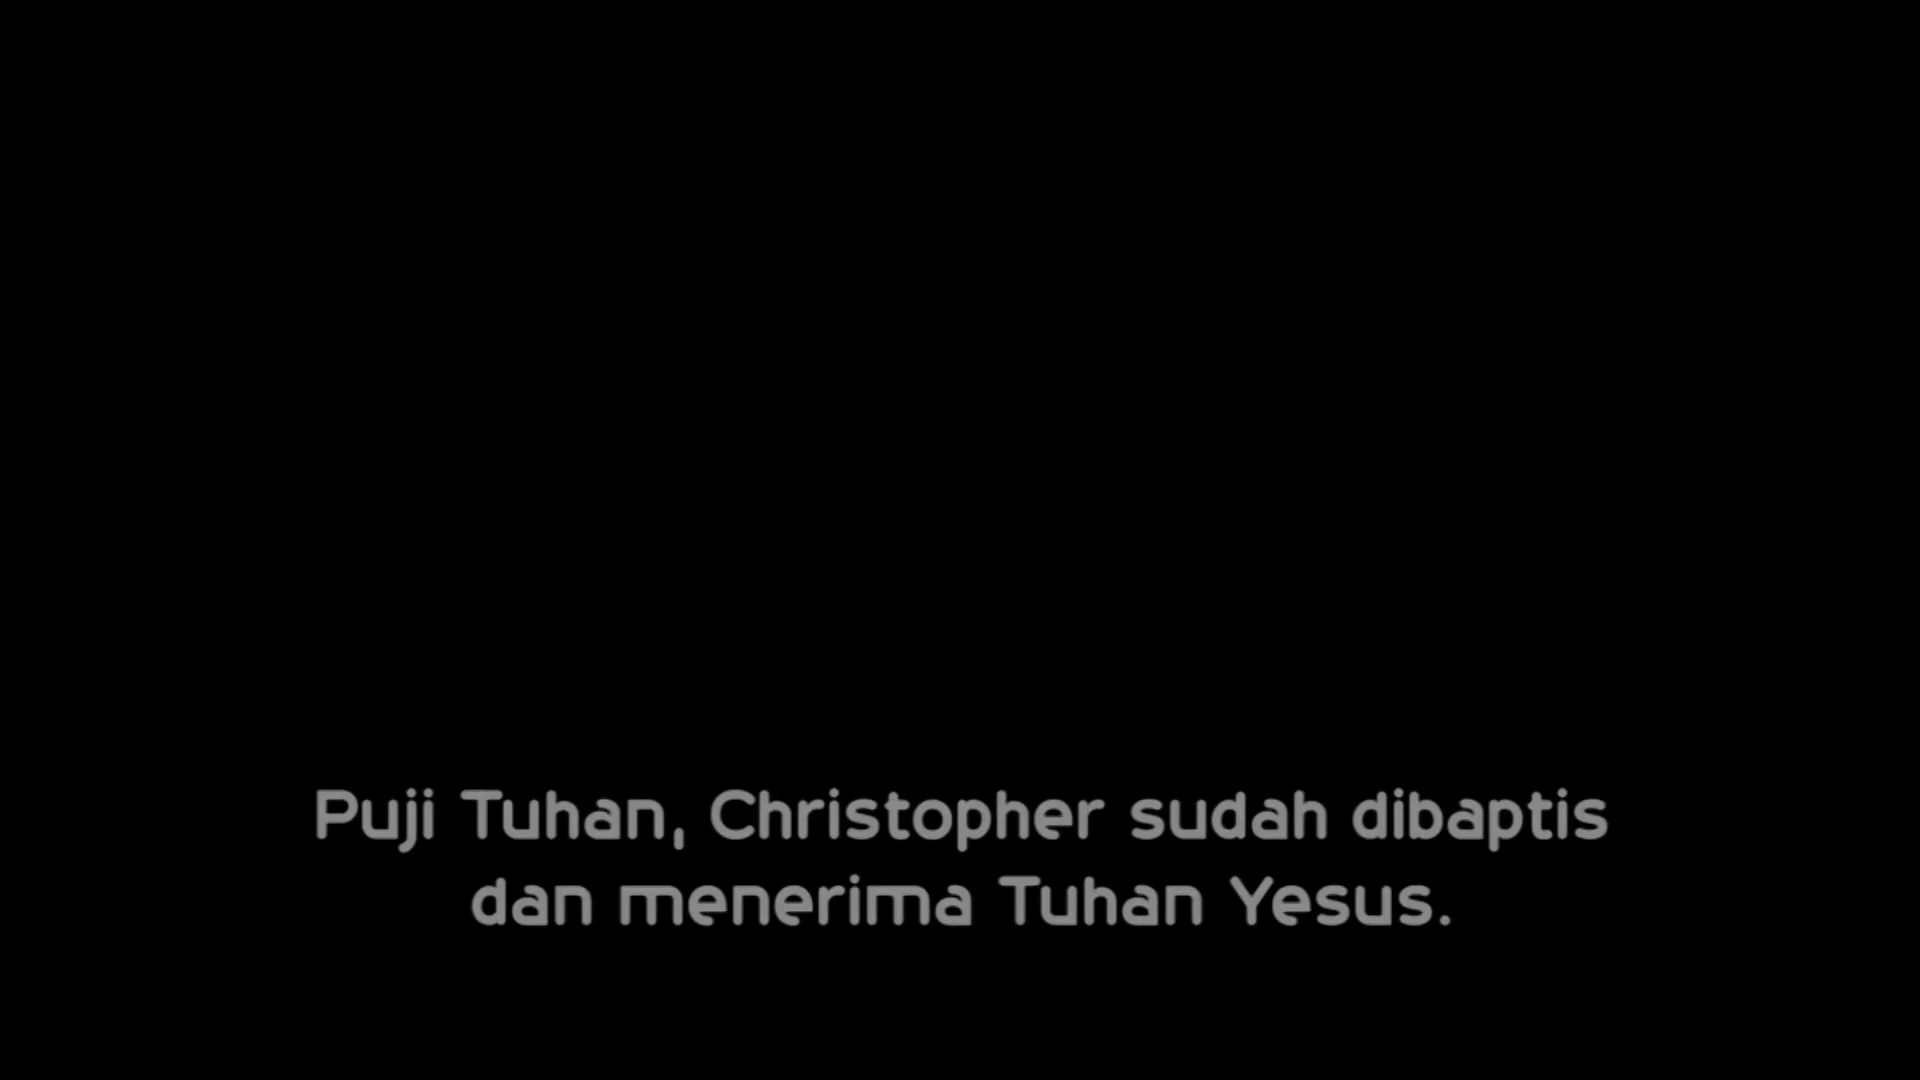 Puji Tuhan, Christopher sudah dibaptis
dan menerima Tuhan Yesus.